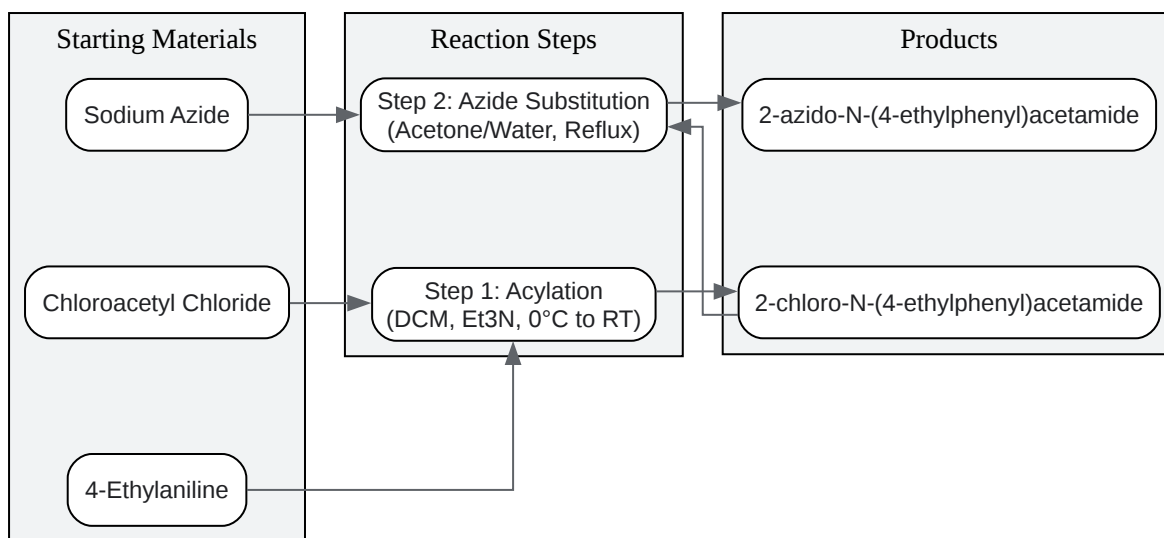 Starting Materials
Sodium Azide
Chloroacetyl Chloride
4-Ethylaniline
Reaction Steps
Step 2: Azide Substitution
(Acetone/Water, Reflux)
Step 1: Acylation
(DCM, Et3N, 0°C to RT)
Products
2-azido-N-(4-ethylphenyl)acetamide
2-chloro-N-(4-ethylphenyl)acetamide